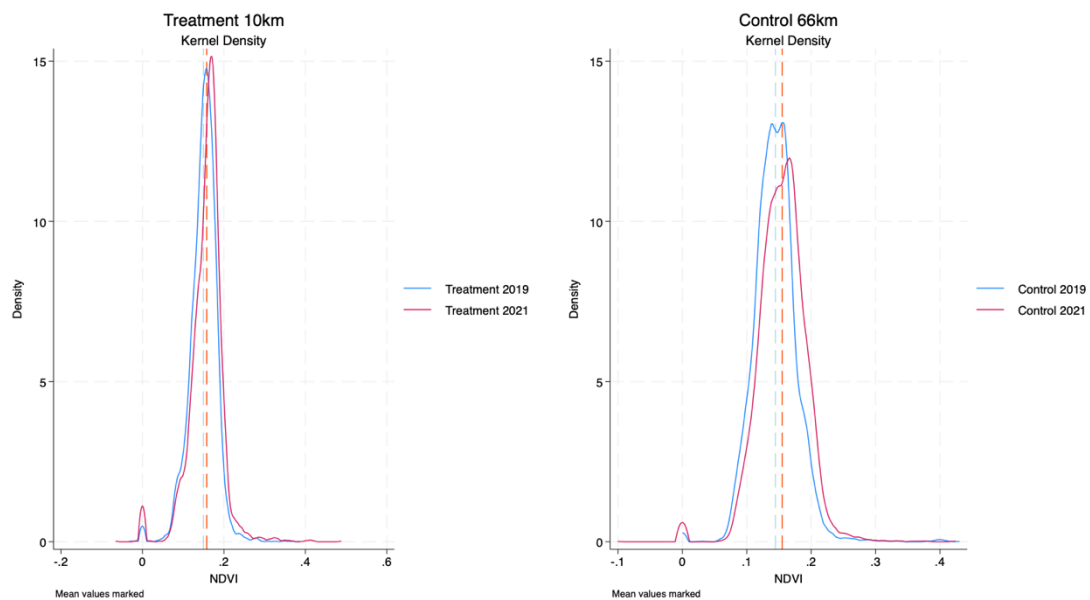 Treatment 10km
Kernel Density
15
10
5
0
Density
-.2
0
.2
.4
.6
NDVI
Mean values marked
Treatment 2019
Treatment 2021
Control 66km
Kernel Density
15
10
5
0
Density
-.1
0
.1
.2
.3
.4
NDVI
Mean values marked
Control 2019
Control 2021